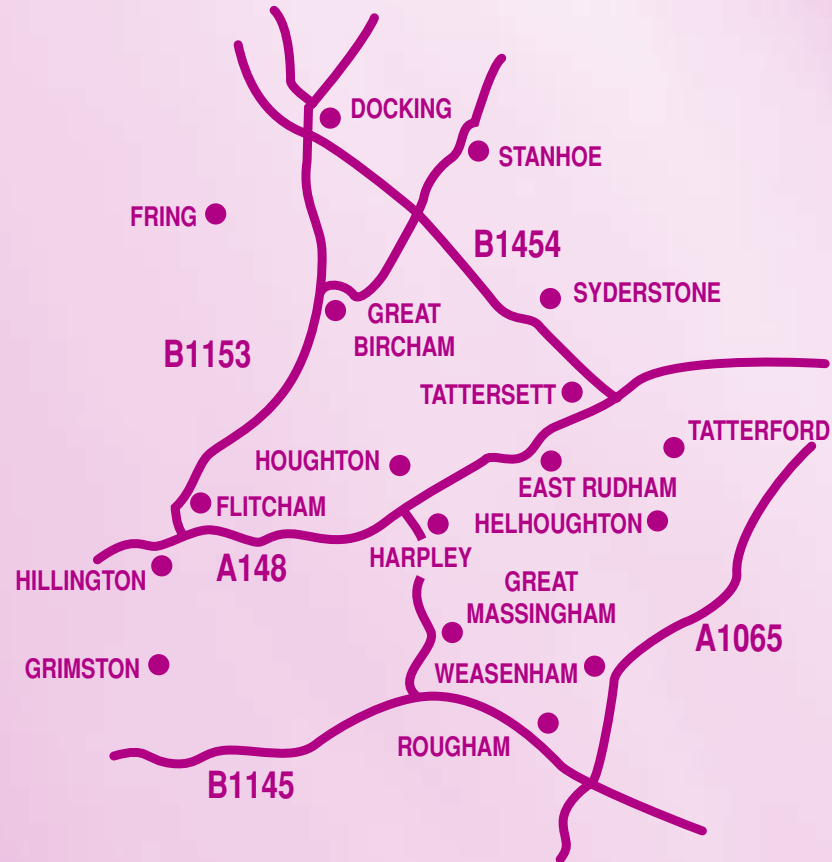 DOCKING
STANHOE
FRING
B1454
SYDERSTONE
GREAT
BIRCHAM
B1153
TATTERSETT
TATTERFORD
HOUGHTON
EAST RUDHAM
FLITCHAM
HELHOUGHTON
HARPLEY
A148
HILLINGTON
GREAT
MASSINGHAM
A1065
GRIMSTON
WEASENHAM
ROUGHAM
B1145